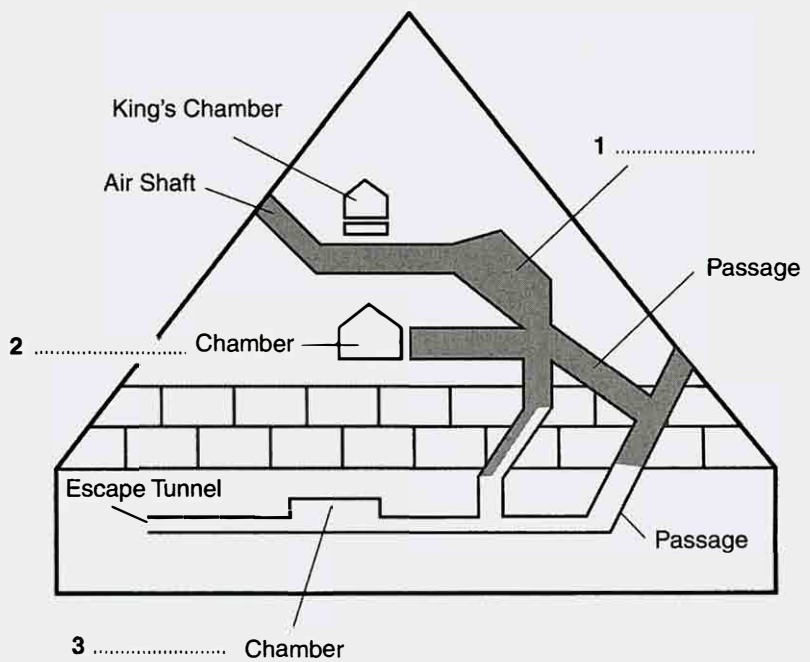 King's Chamber
1 ....................
Air Shaft
Passage
2 ...................... Chamber
Escape Tunnel
Passage
3 .................... Chamber